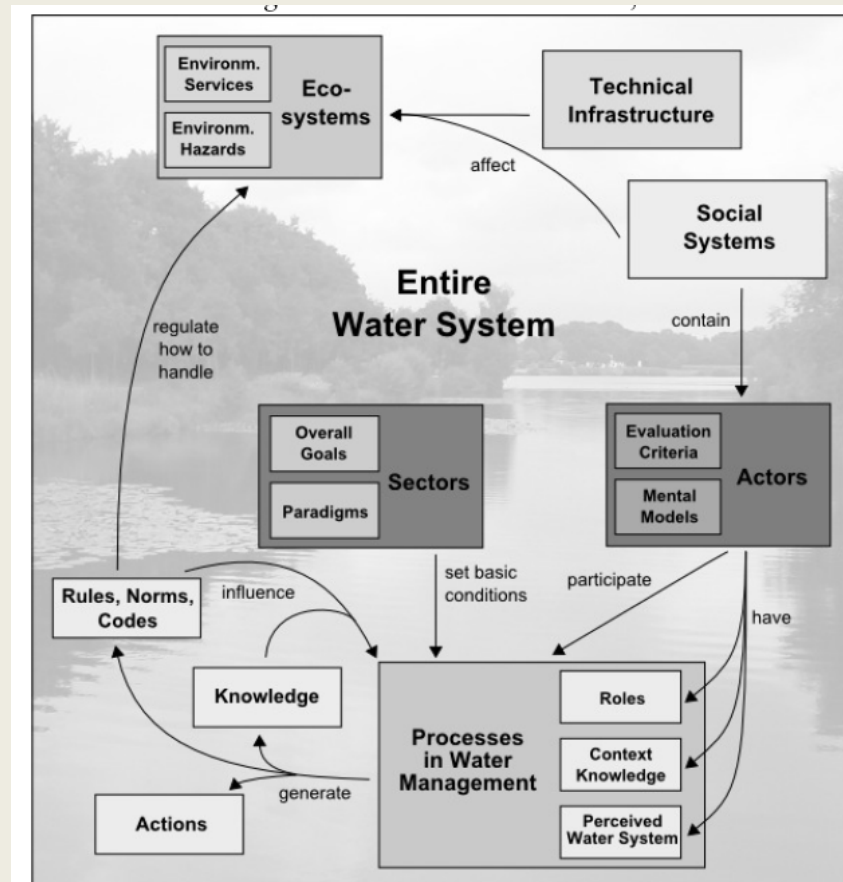 Environm.
Services
Environm.
Hazards
Eco-
systems
Technical
Infrastructure
affect
Social
Systems
Entire
Water System
regulate
how to
handle
contain
Overall
Goals
Paradigms
Sectors
Evaluation
Criteria
Mental
Models
Actors
set basic
conditions
participate
have
Rules, Norms,
Codes
influence
Knowledge
Actions
generate
Processes
in Water
Management
Roles
Context
Knowledge
Perceived
Water System